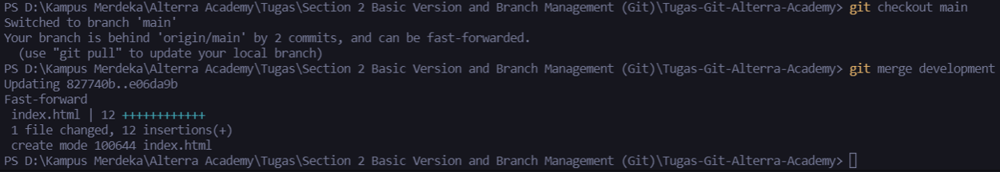 PS D:\Kampus Merdeka\Alterra Academy\Tugas\Section 2 Basic Version and Branch Management (Git)\Tugas-Git-Alterra-Academy> git checkout main
Switched to branch 'main'
Your branch is behind 'origin/main' by 2 commits, and can be fast-forwarded.
  (use "git pull" to update your local branch)
PS D:\Kampus Merdeka\Alterra Academy\Tugas\Section 2 Basic Version and Branch Management (Git)\Tugas-Git-Alterra-Academy> git merge development
Updating 827740b..e06da9b
Fast-forward
 index.html | 12 ++++++++++++
 1 file changed, 12 insertions(+)
 create mode 100644 index.html
PS D:\Kampus Merdeka\Alterra Academy\Tugas\Section 2 Basic Version and Branch Management (Git)\Tugas-Git-Alterra-Academy>